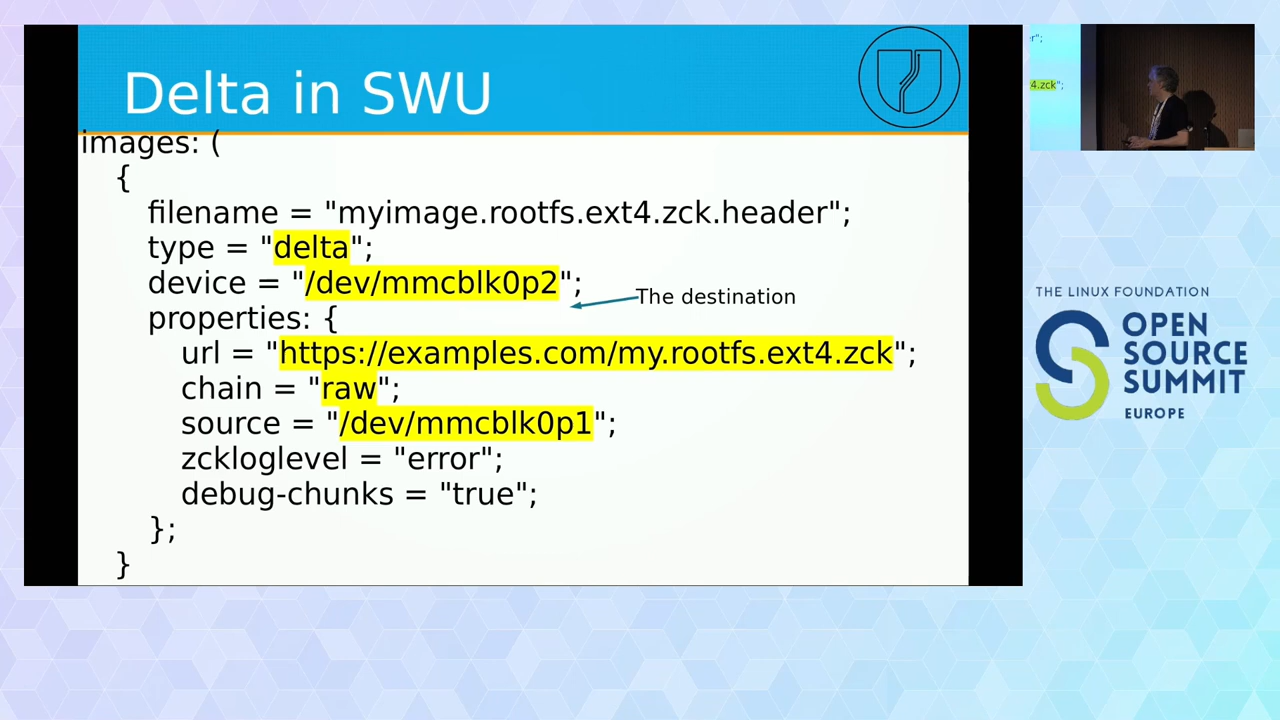 Delta in SWU
images: (
{
filename = "myimage.rootfs.ext4.zck.header";
type = "delta";
device = "/dev/mmcblk0p2";
The destination
properties: {
url = "https://examples.com/my.rootfs.ext4.zck";
chain = "raw";
source = "/dev/mmcblk0p1";
zckloglevel = "error";
debug-chunks = "true";
};
}
r";
4.zck";
THE LINUX FOUNDATION
OPEN
SOURCE
SUMMIT
EUROPE